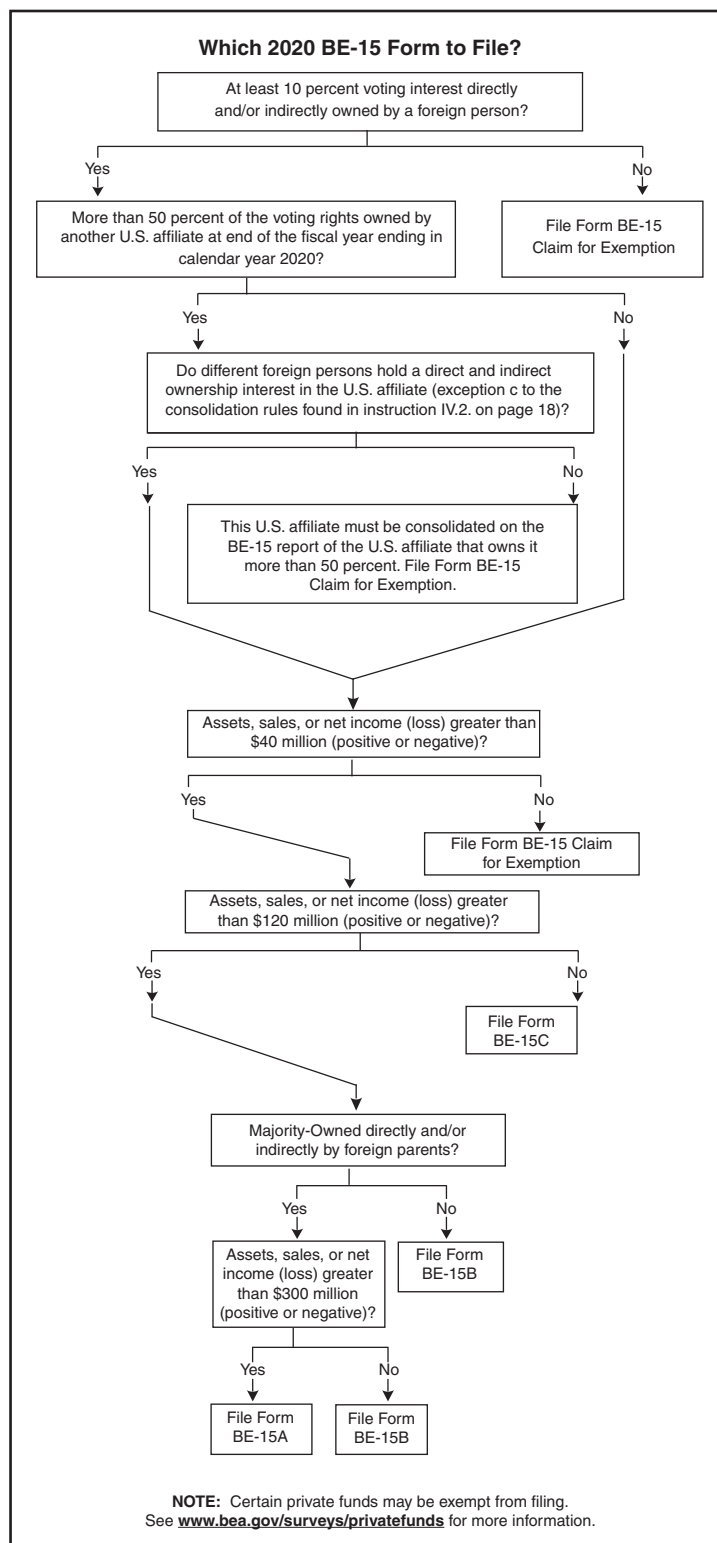 Which 2020 BE-15 Form to File?
At least 10 percent voting interest directly
and/or indirectly owned by a foreign person?
Yes
No
More than 50 percent of the voting rights owned by
another U.S. affiliate at end of the fiscal year ending in
calendar year 2020?
File Form BE-15
Claim for Exemption
Yes
No
Do different foreign persons hold a direct and indirect
ownership interest in the U.S. affiliate (exception c to the
consolidation rules found in instruction IV.2. on page 18)?
Yes
No
This U.S. affiliate must be consolidated on the
BE-15 report of the U.S. affiliate that owns it
more than 50 percent. File Form BE-15
Claim for Exemption.
Assets, sales, or net income (loss) greater than
$40 million (positive or negative)?
Yes
No
File Form BE-15 Claim
for Exemption
Assets, sales, or net income (loss) greater
than $120 million (positive or negative)?
Yes
No
File Form
BE-15C
Majority-Owned directly and/or
indirectly by foreign parents?
Yes
No
Assets, sales, or net
income (loss) greater
than $300 million
(positive or negative)?
File Form
BE-15B
Yes
No
File Form
BE-15A
File Form
BE-15B
NOTE: Certain private funds may be exempt from filing.
See www.bea.gov/surveys/privatefunds for more information.